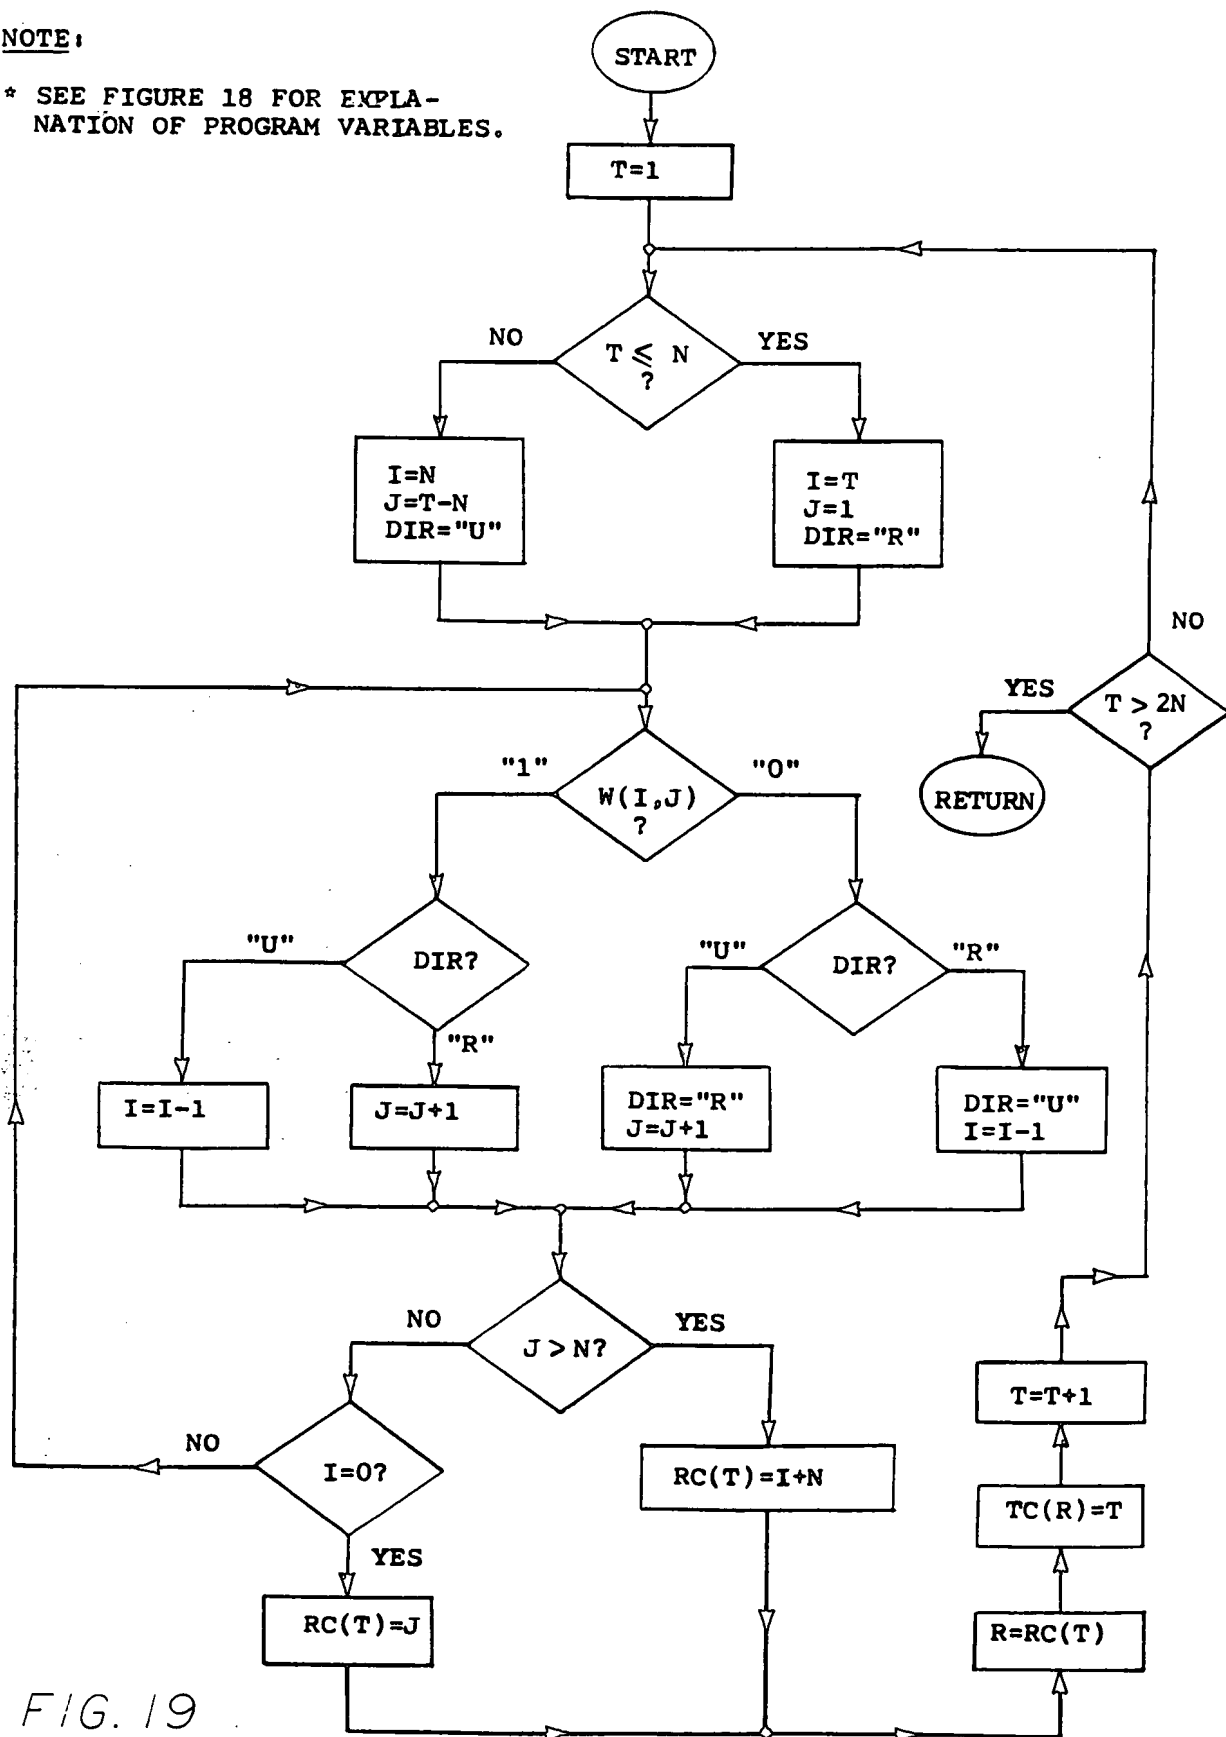 NOTE:
* SEE FIGURE 18 FOR EXPLA-
NATION OF PROGRAM VARIABLES.
START
T=1
T ≤ N
?
NO
YES
I=N
J=T-N
DIR="U"
I=T
J=1
DIR="R"
NO
YES
T > 2N
?
RETURN
"1"
"0"
W(I,J)
?
"U"
DIR?
"R"
"U"
DIR?
"R"
I=I-1
J=J+1
DIR="R"
J=J+1
DIR="U"
I=I-1
NO
YES
J > N?
NO
I=0?
YES
RC(T)=I+N
T=T+1
TC(R)=T
RC(T)=J
R=RC(T)
FIG. 19